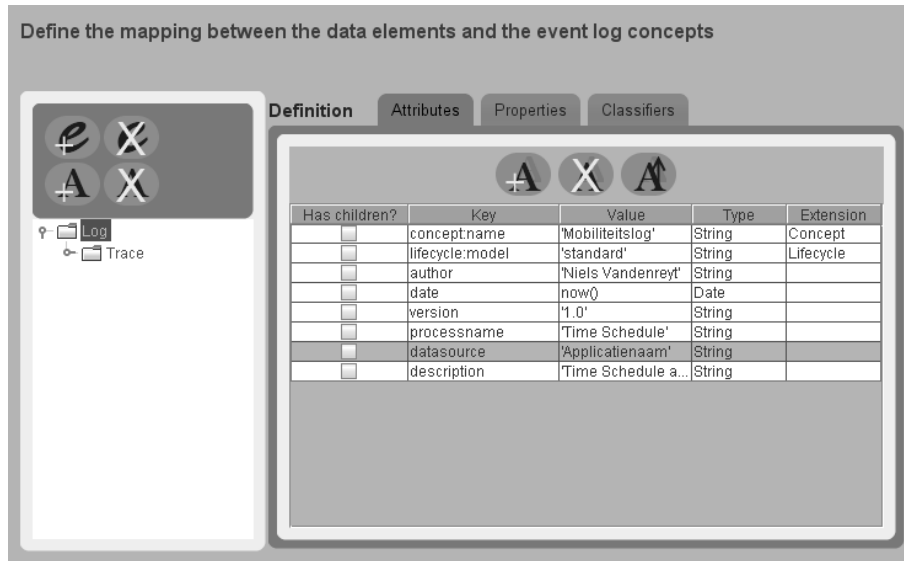 Define the mapping between the data elements and the event log concepts
Definition Attributes Properties Classifiers
Has children? Key Value Type Extension
concept:name 'Mobiliteitslog' String Concept
lifecycle:model 'standard' String Lifecycle
author 'Niels Vandenreyt' String
date now() Date
version '1.0' String
processname 'Time Schedule' String
datasource 'Applicatienaam' String
description 'Time Schedule a... String
Log
Trace